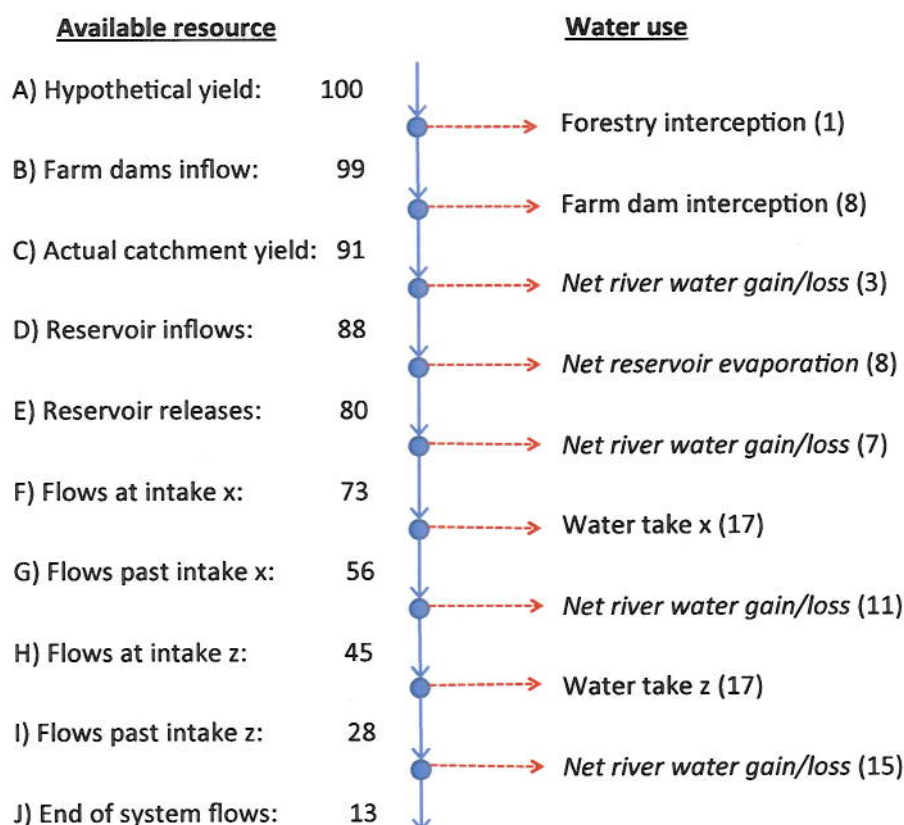 Available resource
Water use
A) Hypothetical yield: 100
Forestry interception (1)
B) Farm dams inflow: 99
Farm dam interception (8)
C) Actual catchment yield: 91
Net river water gain/loss (3)
D) Reservoir inflows: 88
Net reservoir evaporation (8)
E) Reservoir releases: 80
Net river water gain/loss (7)
F) Flows at intake x: 73
Water take x (17)
G) Flows past intake x: 56
Net river water gain/loss (11)
H) Flows at intake z: 45
Water take z (17)
I) Flows past intake z: 28
Net river water gain/loss (15)
J) End of system flows: 13